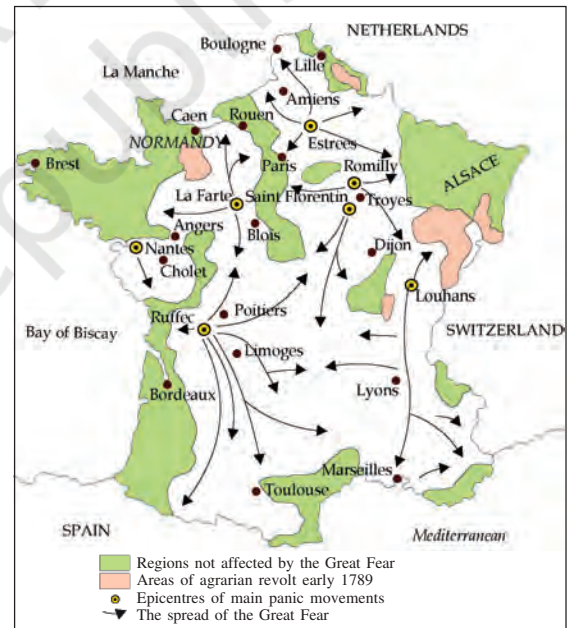 NETHERLANDS
Boulogne
Lille
La Manche
Amiens
Caen
Rouen
NORMANDY
Estrees
Brest
Paris
Romilly
ALSACE
La Farte
Saint Florentin
Troyes
Angers
Blois
Dijon
Nantes
Cholet
Louhans
Ruffec
Poitiers
Bay of Biscay
SWITZERLAND
Limoges
Lyons
Bordeaux
Marseilles
Toulouse
SPAIN
Mediterranean
Regions not affected by the Great Fear
Areas of agrarian revolt early 1789
Epicentres of main panic movements
The spread of the Great Fear